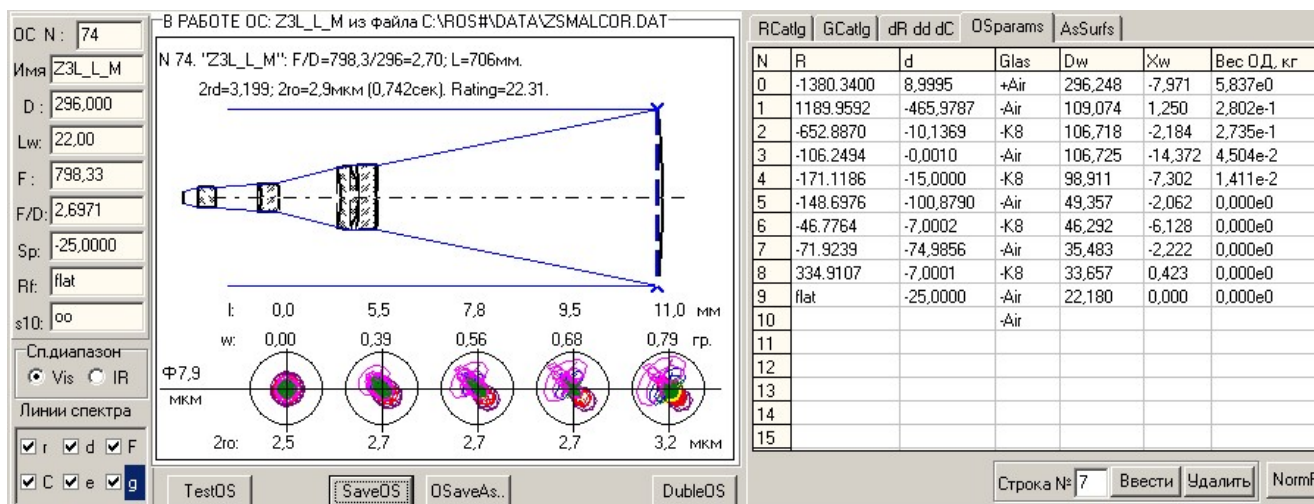 ОС N : 74
Имя Z3L_L_M
D : 296,000
Lw: 22,00
F : 798,33
F/D: 2,6971
Sp: -25,0000
Rf: flat
s10: oo
Сп.диапазон
Vis IR
Линии спектра
r d F
C e g
В РАБОТЕ ОС: Z3L_L_M из файла C:\ROS#\DATA\ZSMALCOR.DAT
N 74. "Z3L_L_M": F/D=798,3/296=2,70; L=706мм.
2rd=3,199; 2ro=2,9мкм (0,742сек). Rating=22.31.
l: 0,0 5,5 7,8 9,5 11,0 мм
w: 0,00 0,39 0,56 0,68 0,79 гр.
Ф7,9
мкм
2ro: 2,5 2,7 2,7 2,7 3,2 мкм
TestOS SaveOS OSaveAs.. DubleOS
RCatlg GCatlg dR dd dC OSparams AsSurfs
N R d Glas Dw Xw Вес ОД, кг
0 -1380.3400 8,9995 +Air 296,248 -7,971 5,837e0
1 1189.9592 -465,9787 -Air 109,074 1,250 2,802e-1
2 -652.8870 -10,1369 -K8 106,718 -2,184 2,735e-1
3 -106.2494 -0,0010 -Air 106,725 -14,372 4,504e-2
4 -171.1186 -15,0000 -K8 98,911 -7,302 1,411e-2
5 -148.6976 -100,8790 -Air 49,357 -2,062 0,000e0
6 -46.7764 -7,0002 -K8 46,292 -6,128 0,000e0
7 -71.9239 -74,9856 -Air 35,483 -2,222 0,000e0
8 334.9107 -7,0001 -K8 33,657 0,423 0,000e0
9 flat -25,0000 -Air 22,180 0,000 0,000e0
10 -Air
11
12
13
14
15
Строка № 7 Ввести Удалить